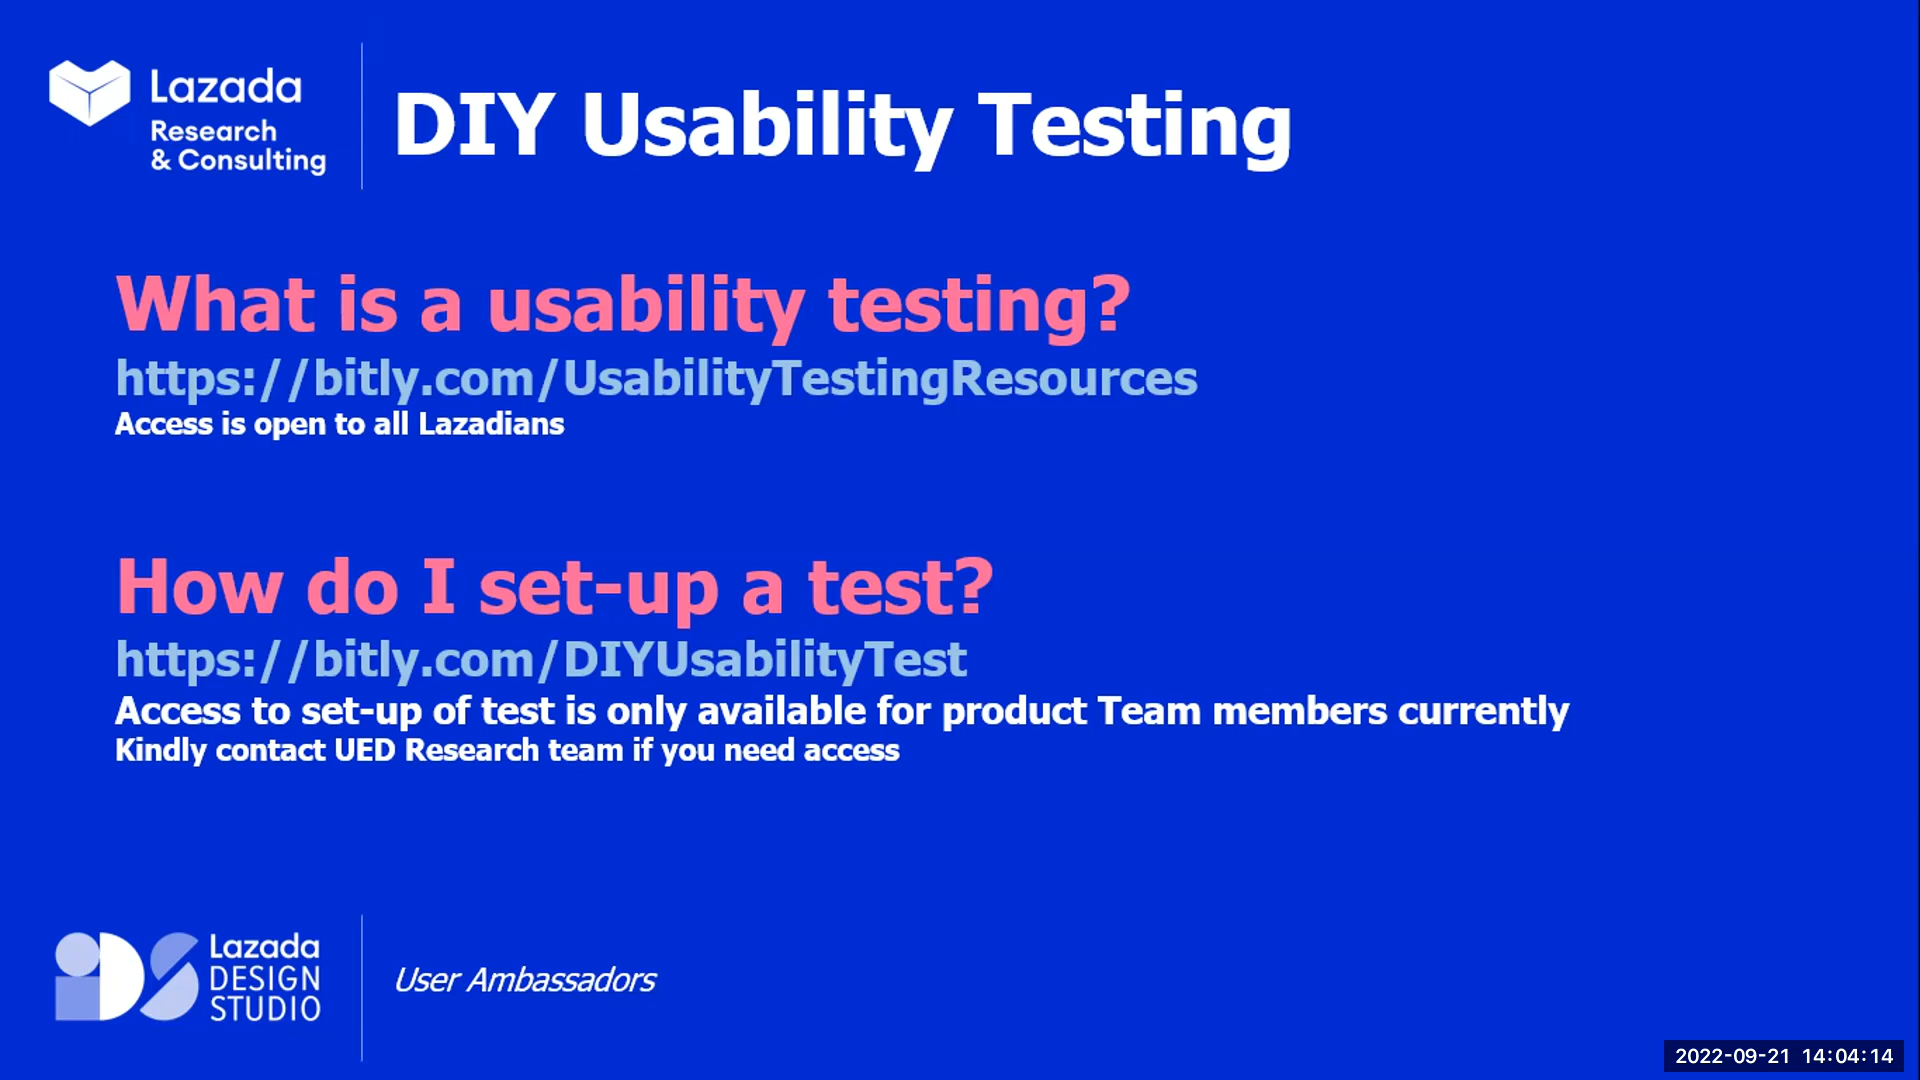 Lazada
Research
& Consulting
DIY Usability Testing
What is a usability testing?
https://bitly.com/UsabilityTestingResources
Access is open to all Lazadians
How do I set-up a test?
https://bitly.com/DIYUsabilityTest
Access to set-up of test is only available for product Team members currently
Kindly contact UED Research team if you need access
iDS
Lazada
DESIGN
STUDIO
User Ambassadors
2022-09-21 14:04:14